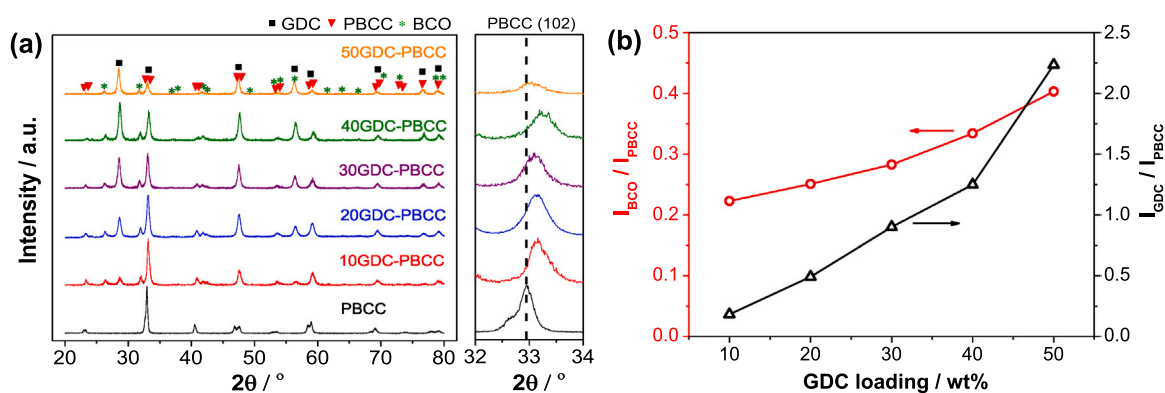 (a)
■ GDC ▼ PBCC * BCO
50GDC-PBCC
40GDC-PBCC
30GDC-PBCC
20GDC-PBCC
10GDC-PBCC
PBCC
Intensity / a.u.
20 30 40 50 60 70 80
2θ / °
PBCC (102)
32 33 34
2θ / °
(b)
0.5
0.4
0.3
0.2
0.1
0.0
I_BCO / I_PBCC
2.5
2.0
1.5
1.0
0.5
0.0
I_GDC / I_PBCC
10 20 30 40 50
GDC loading / wt%